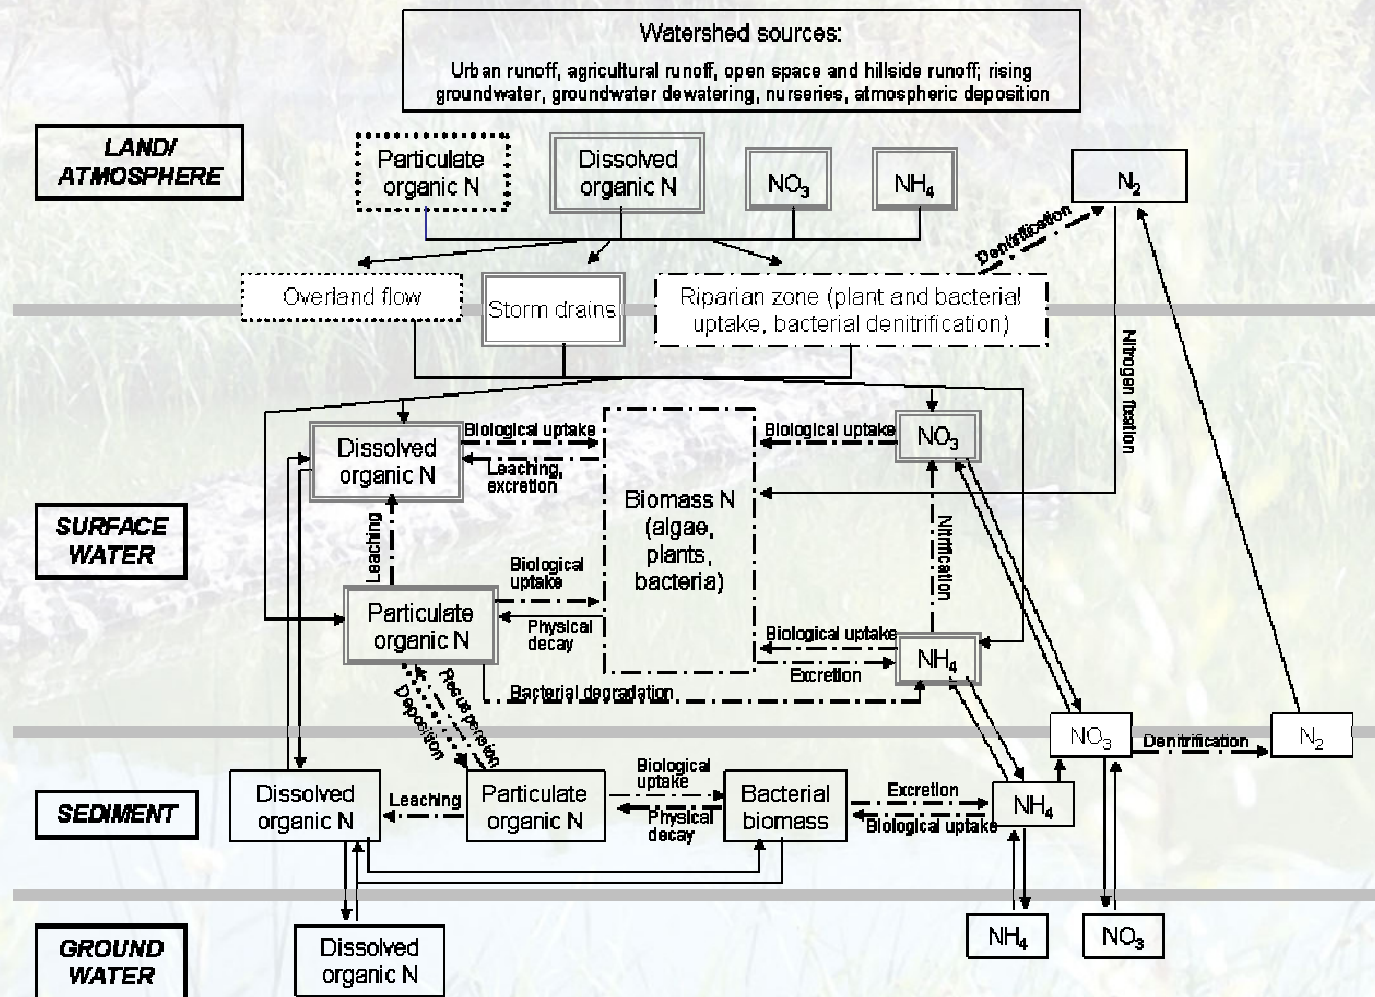 Watershed sources:
Urban runoff, agricultural runoff, open space and hillside runoff; rising
groundwater, groundwater dewatering, nurseries, atmospheric deposition
LAND/
ATMOSPHERE
Particulate
organic N
Dissolved
organic N
NO₃
NH₄
N₂
Denitrification
Overland flow
Storm drains
Riparian zone (plant and bacterial
uptake, bacterial denitrification)
Nitrogen fixation
SURFACE
WATER
Dissolved
organic N
Biological uptake
Leaching,
excretion
Biomass N
(algae,
plants,
bacteria)
Biological uptake
NO₃
Leaching
Nitrification
Biological
uptake
Particulate
organic N
Physical
decay
Biological uptake
Excretion
NH₄
Bacterial degradation
Resuspension
Deposition
SEDIMENT
Dissolved
organic N
Leaching
Particulate
organic N
Biological
uptake
Physical
decay
Bacterial
biomass
Excretion
Biological uptake
NH₄
NO₃
Denitrification
N₂
GROUND
WATER
Dissolved
organic N
NH₄
NO₃